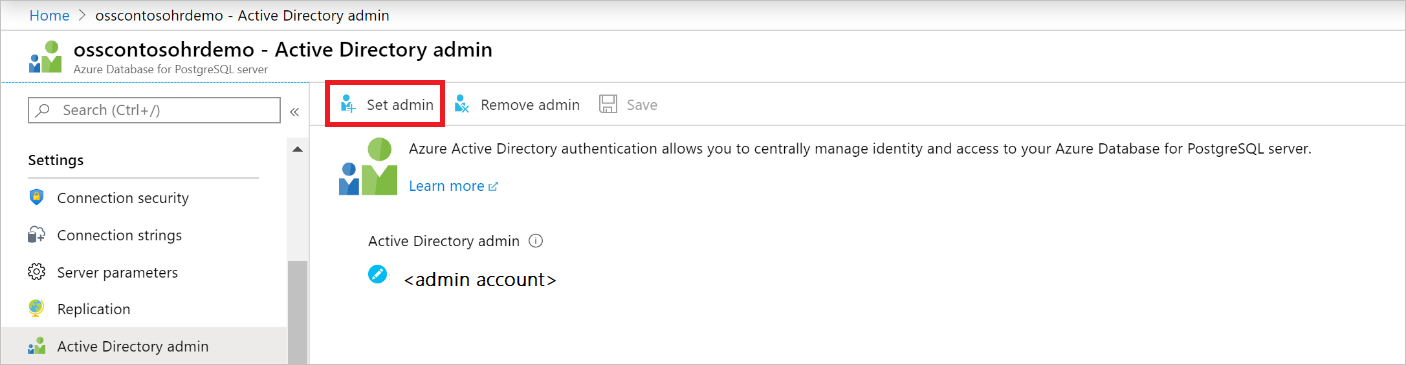 Home > osscontosohrdemo - Active Directory admin
osscontosohrdemo - Active Directory admin
Azure Database for PostgreSQL server
Search (Ctrl+/)
«
Settings
Connection security
Connection strings
Server parameters
Replication
Active Directory admin
Set admin
Remove admin
Save
Azure Active Directory authentication allows you to centrally manage identity and access to your Azure Database for PostgreSQL server.
Learn more
Active Directory admin
<admin account>